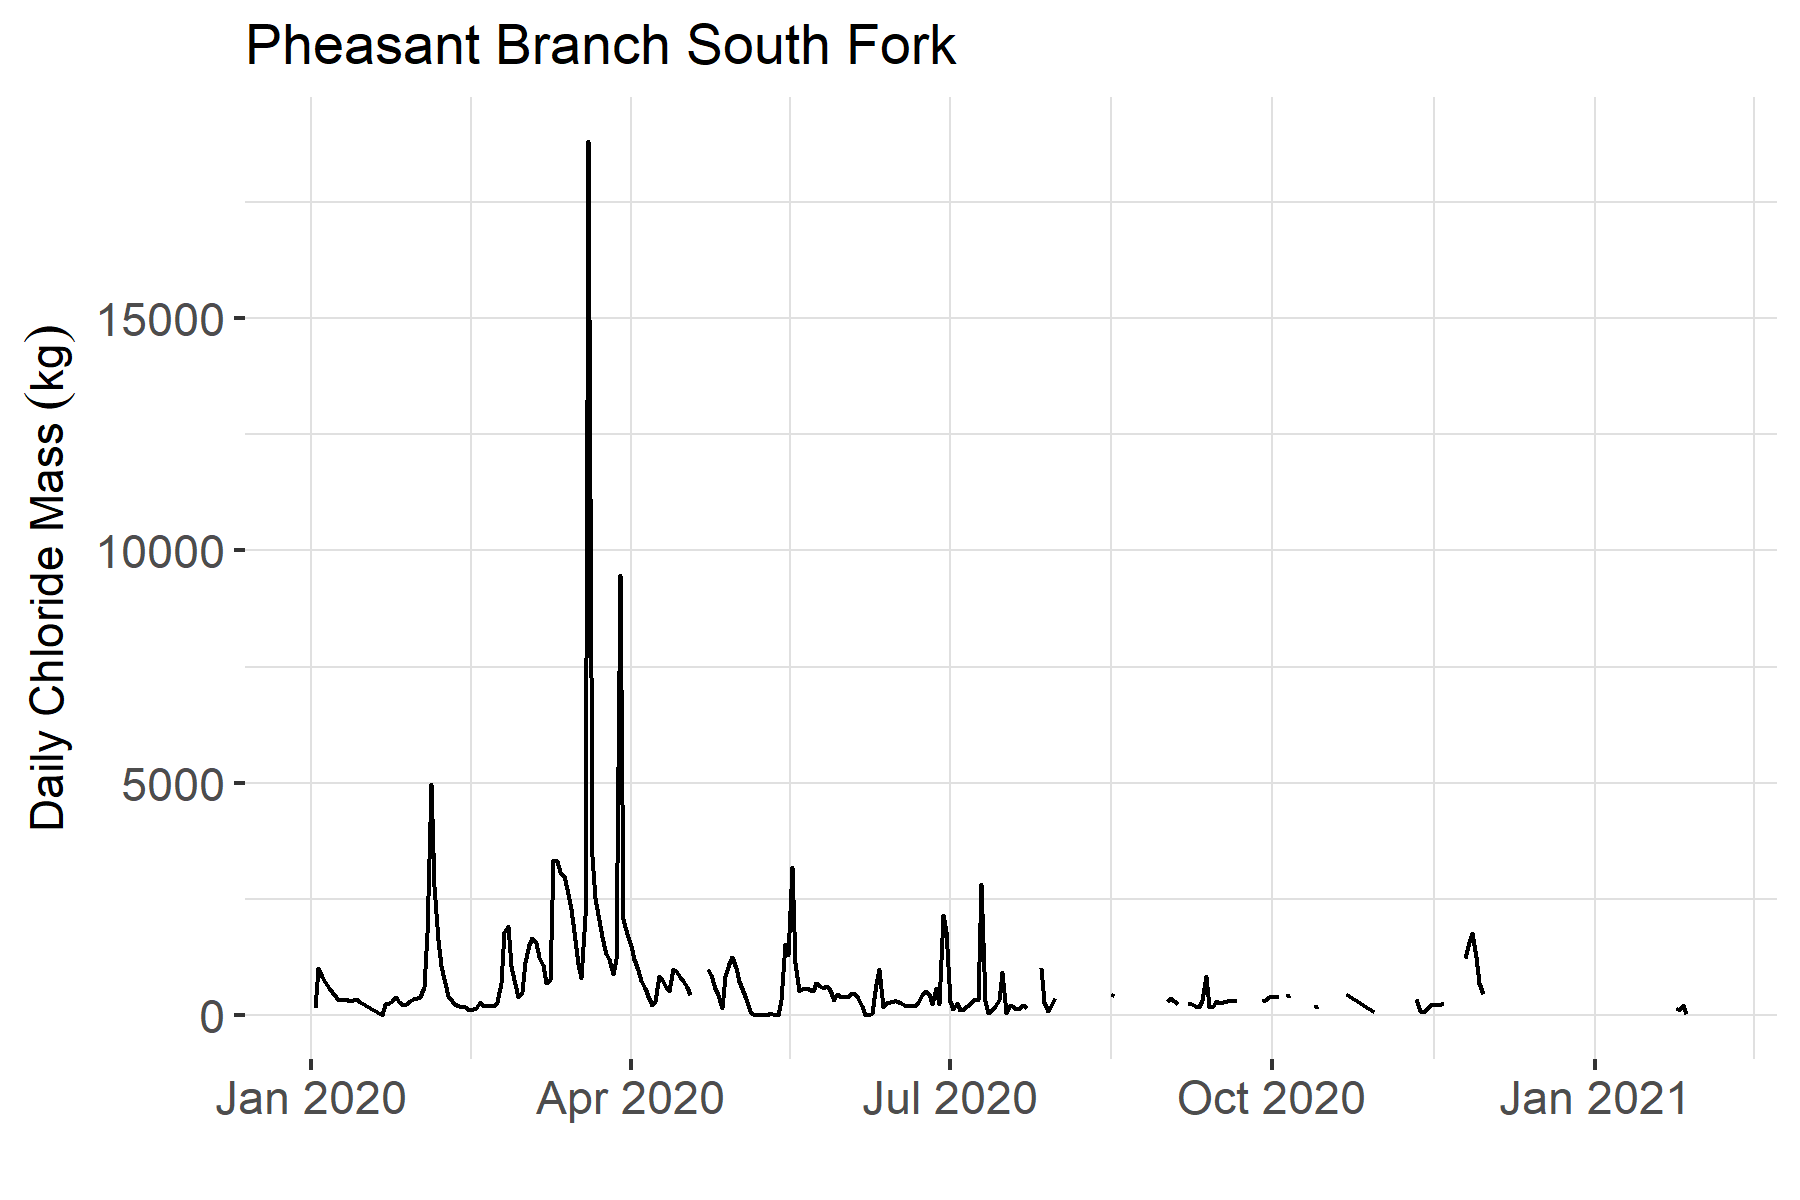 Pheasant Branch South Fork
Daily Chloride Mass (kg)
15000
10000
5000
0
Jan 2020
Apr 2020
Jul 2020
Oct 2020
Jan 2021